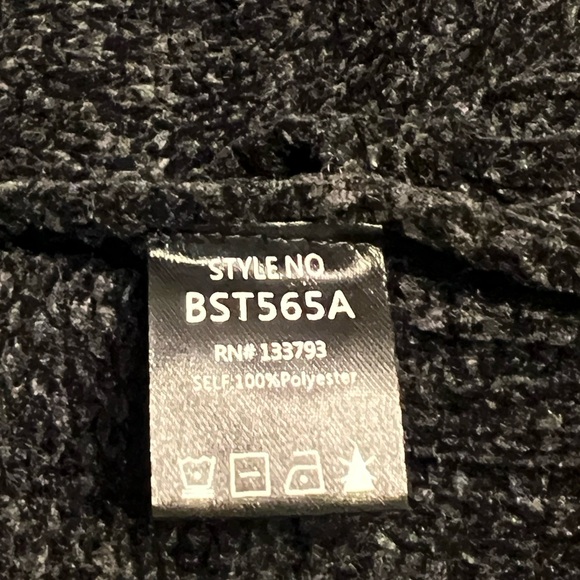 STYLE NO.
BST565A
RN# 133793
SELF:100%Polyester